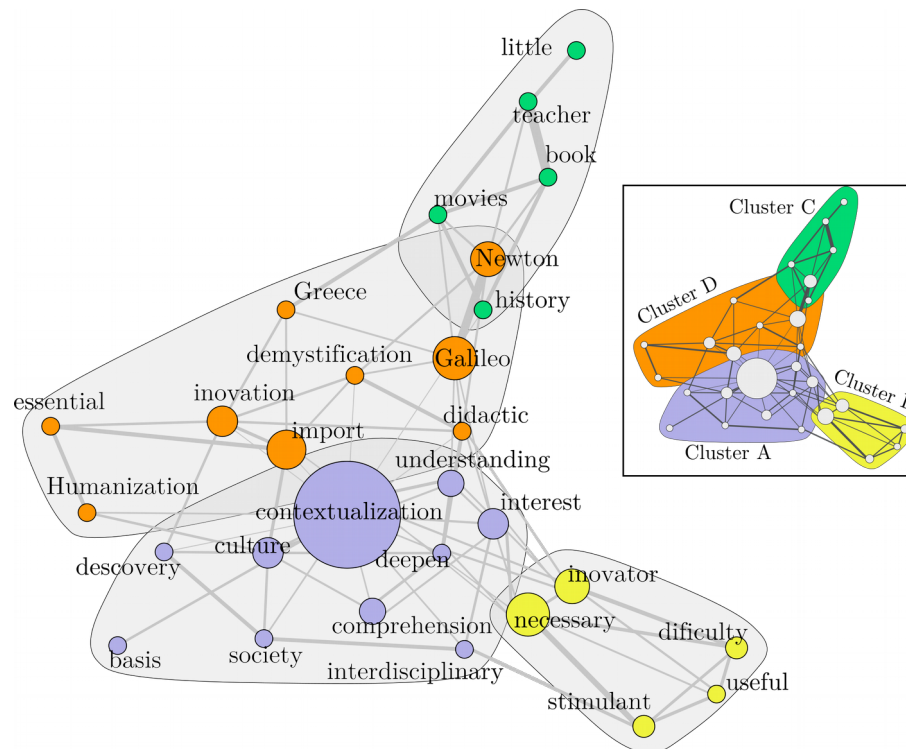 little
teacher
book
movies
Cluster C
Newton
Cluster D
Greece
history
demystification
Galileo
inovation
essential
didactic
import
Cluster
understanding
Cluster A
Humanization
contextualization
interest
culture
descovery
deepen
inovator
necessary
comprehension
dificulty
society
basis
interdisciplinary
useful
stimulant